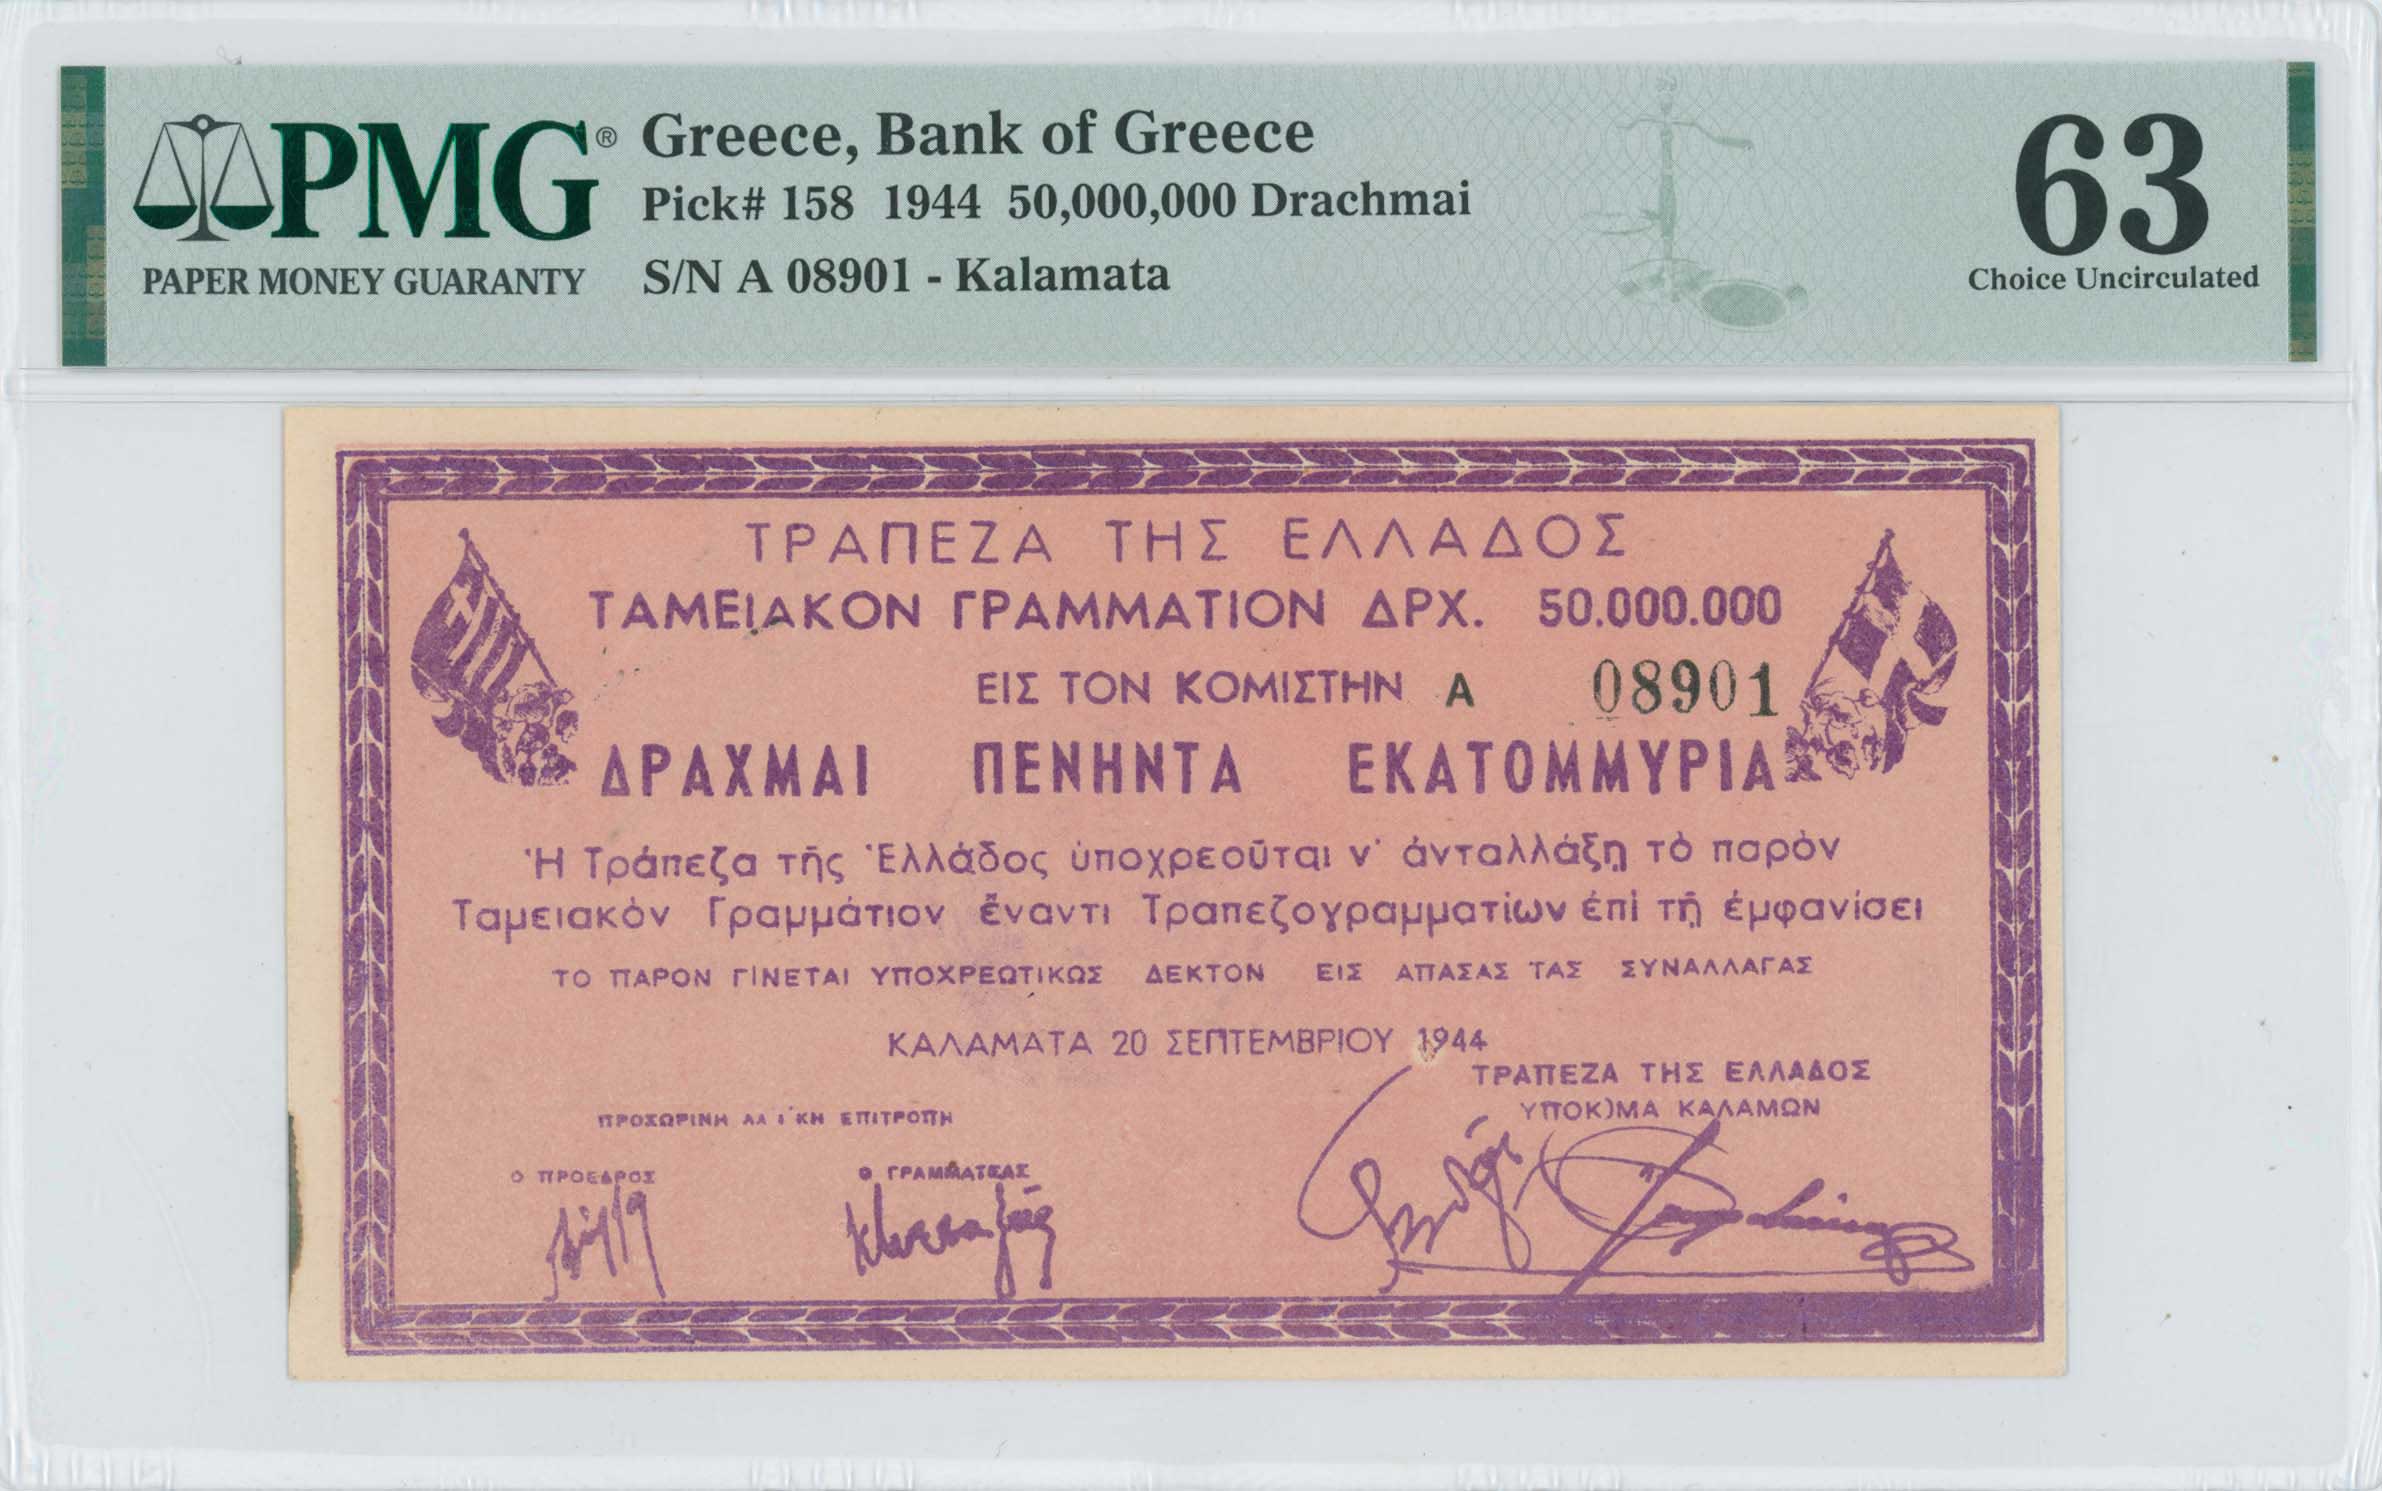 PMG®
PAPER MONEY GUARANTY
Greece, Bank of Greece
Pick# 158 1944 50,000,000 Drachmai
S/N A 08901 - Kalamata
63
Choice Uncirculated
ΤΡΑΠΕΖΑ ΤΗΣ ΕΛΛΑΔΟΣ
ΤΑΜΕΙΑΚΟΝ ΓΡΑΜΜΑΤΙΟΝ ΔΡΧ. 50.000.000
ΕΙΣ ΤΟΝ ΚΟΜΙΣΤΗΝ Α 08901
ΔΡΑΧΜΑΙ ΠΕΝΗΝΤΑ ΕΚΑΤΟΜΜΥΡΙΑ
Ἡ Τράπεζα τῆς Ἑλλάδος ὑποχρεοῦται ν' ἀνταλλάξῃ τὸ παρὸν
Ταμειακὸν Γραμμάτιον ἔναντι Τραπεζογραμματίων ἐπὶ τῇ ἐμφανίσει
ΤΟ ΠΑΡΟΝ ΓΙΝΕΤΑΙ ΥΠΟΧΡΕΩΤΙΚΩΣ ΔΕΚΤΟΝ ΕΙΣ ΑΠΑΣΑΣ ΤΑΣ ΣΥΝΑΛΛΑΓΑΣ
ΚΑΛΑΜΑΤΑ 20 ΣΕΠΤΕΜΒΡΙΟΥ 1944
ΤΡΑΠΕΖΑ ΤΗΣ ΕΛΛΑΔΟΣ
ΥΠΟΚ)ΜΑ ΚΑΛΑΜΩΝ
ΠΡΟΣΩΡΙΝΗ ΛΑΪΚΗ ΕΠΙΤΡΟΠΗ
Ο ΠΡΟΕΔΡΟΣ
Ο ΓΡΑΜΜΑΤΕΑΣ